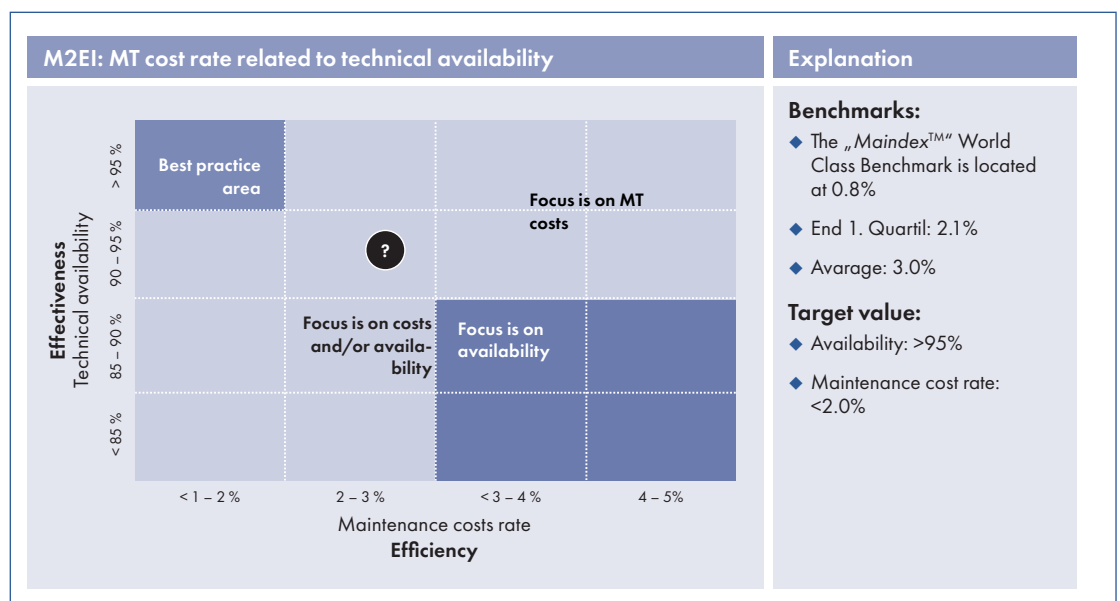 M2EI: MT cost rate related to technical availability
Explanation
Effectiveness
Technical availability
> 95 %
90 – 95%
85 – 90 %
< 85 %
Best practice
area
Focus is on MT
costs
?
Focus is on costs
and/or availa-
bility
Focus is on
availability
< 1 – 2 %
2 – 3 %
< 3 – 4 %
4 – 5%
Maintenance costs rate
Efficiency
Benchmarks:
◆ The „Maindex™“ World
Class Benchmark is located
at 0.8%
◆ End 1. Quartil: 2.1%
◆ Avarage: 3.0%
Target value:
◆ Availability: >95%
◆ Maintenance cost rate:
<2.0%